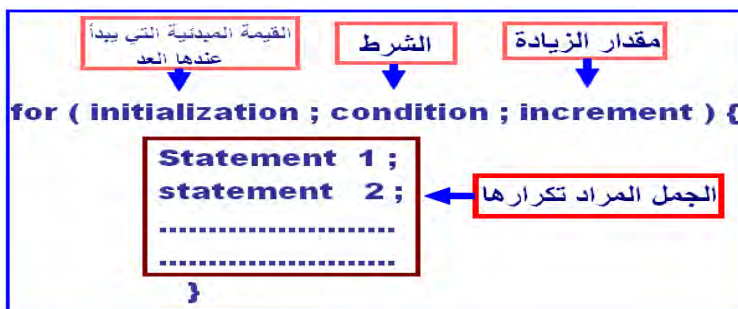 القيمة المبدئية التي يبدأ
عندها العد
الشرط
مقدار الزيادة
for ( initialization ; condition ; increment ) {
Statement 1 ;
statement 2 ;
الجمل المراد تكرارها
........................
........................
}